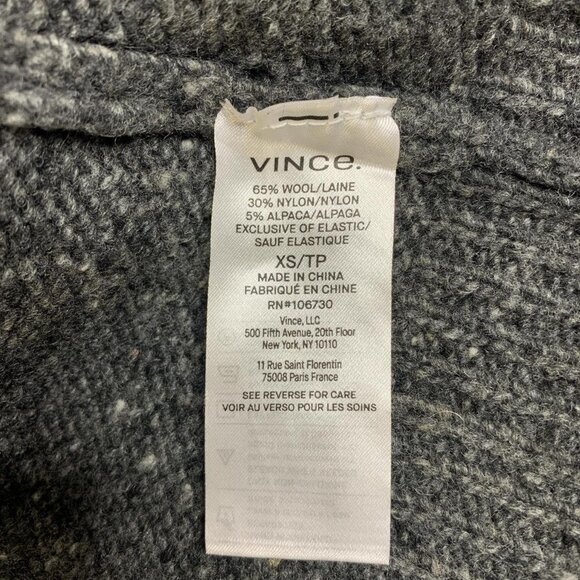 VINCE.
65% WOOL/LAINE
30% NYLON/NYLON
5% ALPACA/ALPAGA
EXCLUSIVE OF ELASTIC/
SAUF ELASTIQUE
XS/TP
MADE IN CHINA
FABRIQUÉ EN CHINE
RN#106730
Vince, LLC
500 Fifth Avenue, 20th Floor
New York, NY 10110
11 Rue Saint Florentin
75008 Paris France
SEE REVERSE FOR CARE
VOIR AU VERSO POUR LES SOINS